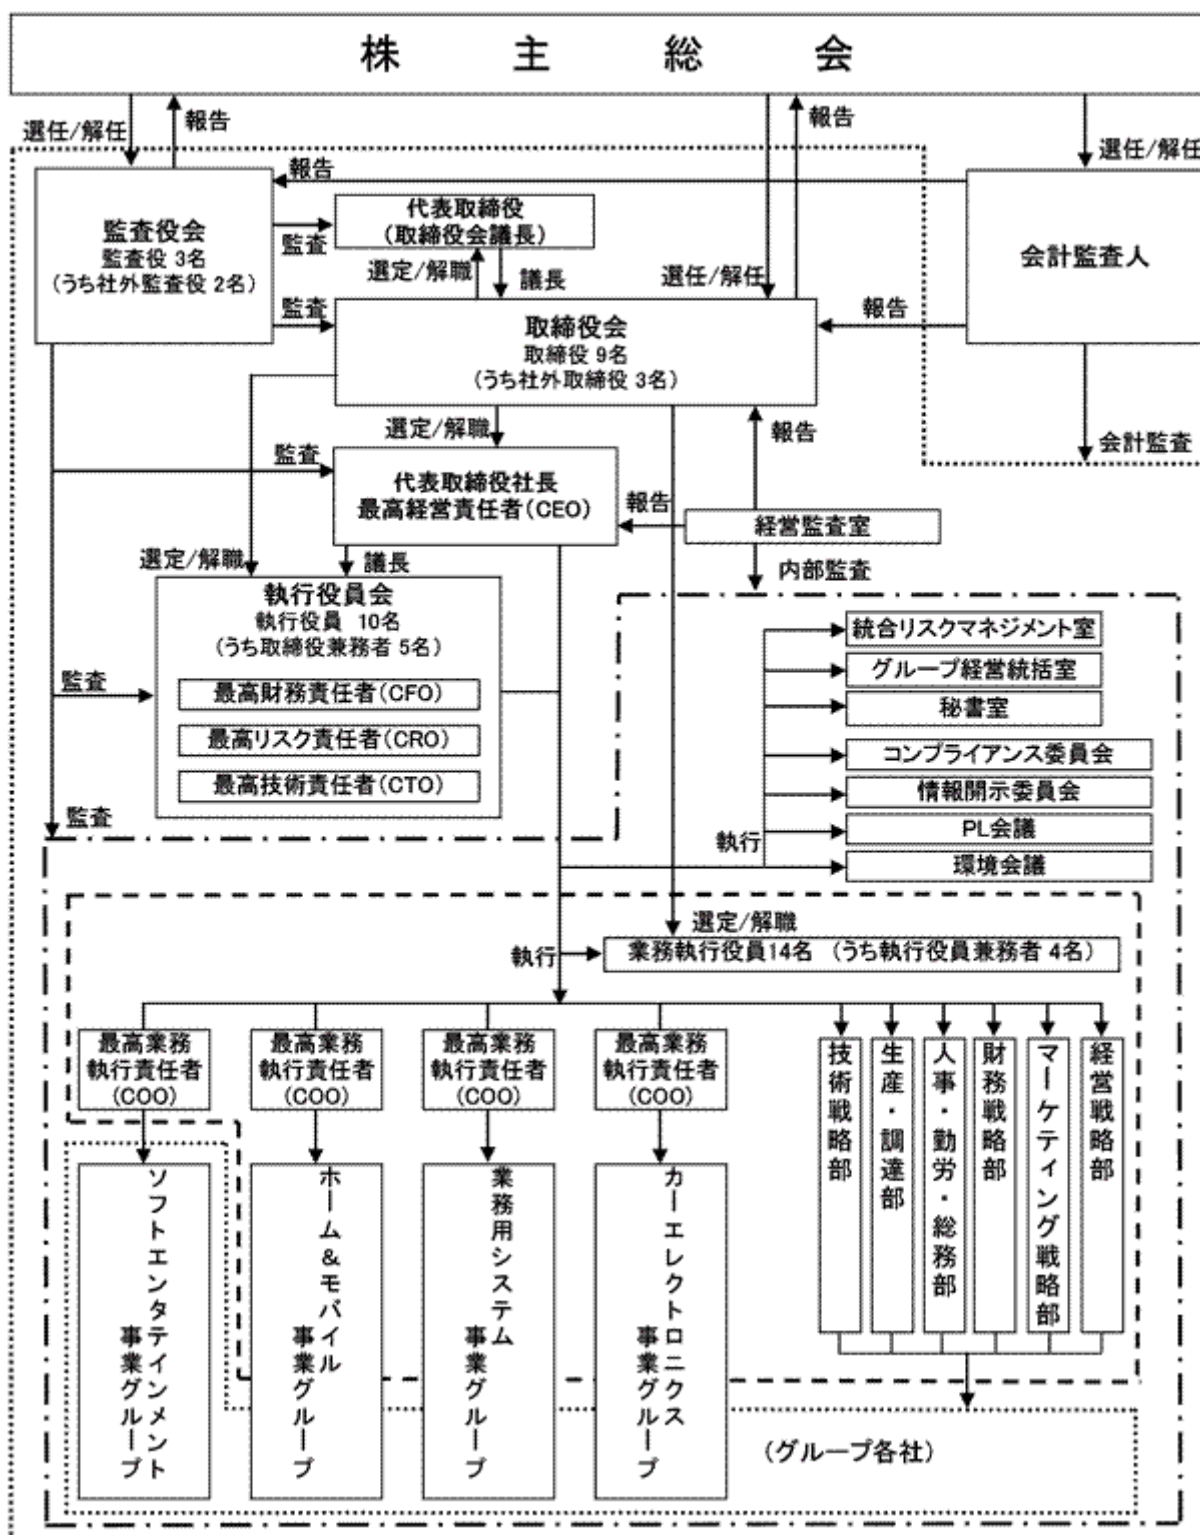 株主総会
選任/解任
報告
報告
選任/解任
報告
監査役会
監査役 3名
(うち社外監査役 2名)
監査
代表取締役
(取締役会議長)
選定/解職
議長
選任/解任
会計監査人
監査
取締役会
取締役 9名
(うち社外取締役 3名)
報告
選定/解職
報告
会計監査
監査
代表取締役社長
最高経営責任者(CEO)
報告
経営監査室
選定/解職
議長
内部監査
執行役員会
執行役員 10名
(うち取締役兼務者 5名)
監査
最高財務責任者(CFO)
最高リスク責任者(CRO)
最高技術責任者(CTO)
監査
統合リスクマネジメント室
グループ経営統括室
秘書室
コンプライアンス委員会
情報開示委員会
PL会議
環境会議
執行
選定/解職
執行
業務執行役員14名 (うち執行役員兼務者 4名)
最高業務
執行責任者
(COO)
最高業務
執行責任者
(COO)
最高業務
執行責任者
(COO)
最高業務
執行責任者
(COO)
技術戦略部
生産・調達部
人事・勤労・総務部
財務戦略部
マーケティング戦略部
経営戦略部
ソフトエンタテインメント
事業グループ
ホーム&モバイル
事業グループ
業務用システム
事業グループ
カーエレクトロニクス
事業グループ
(グループ各社)